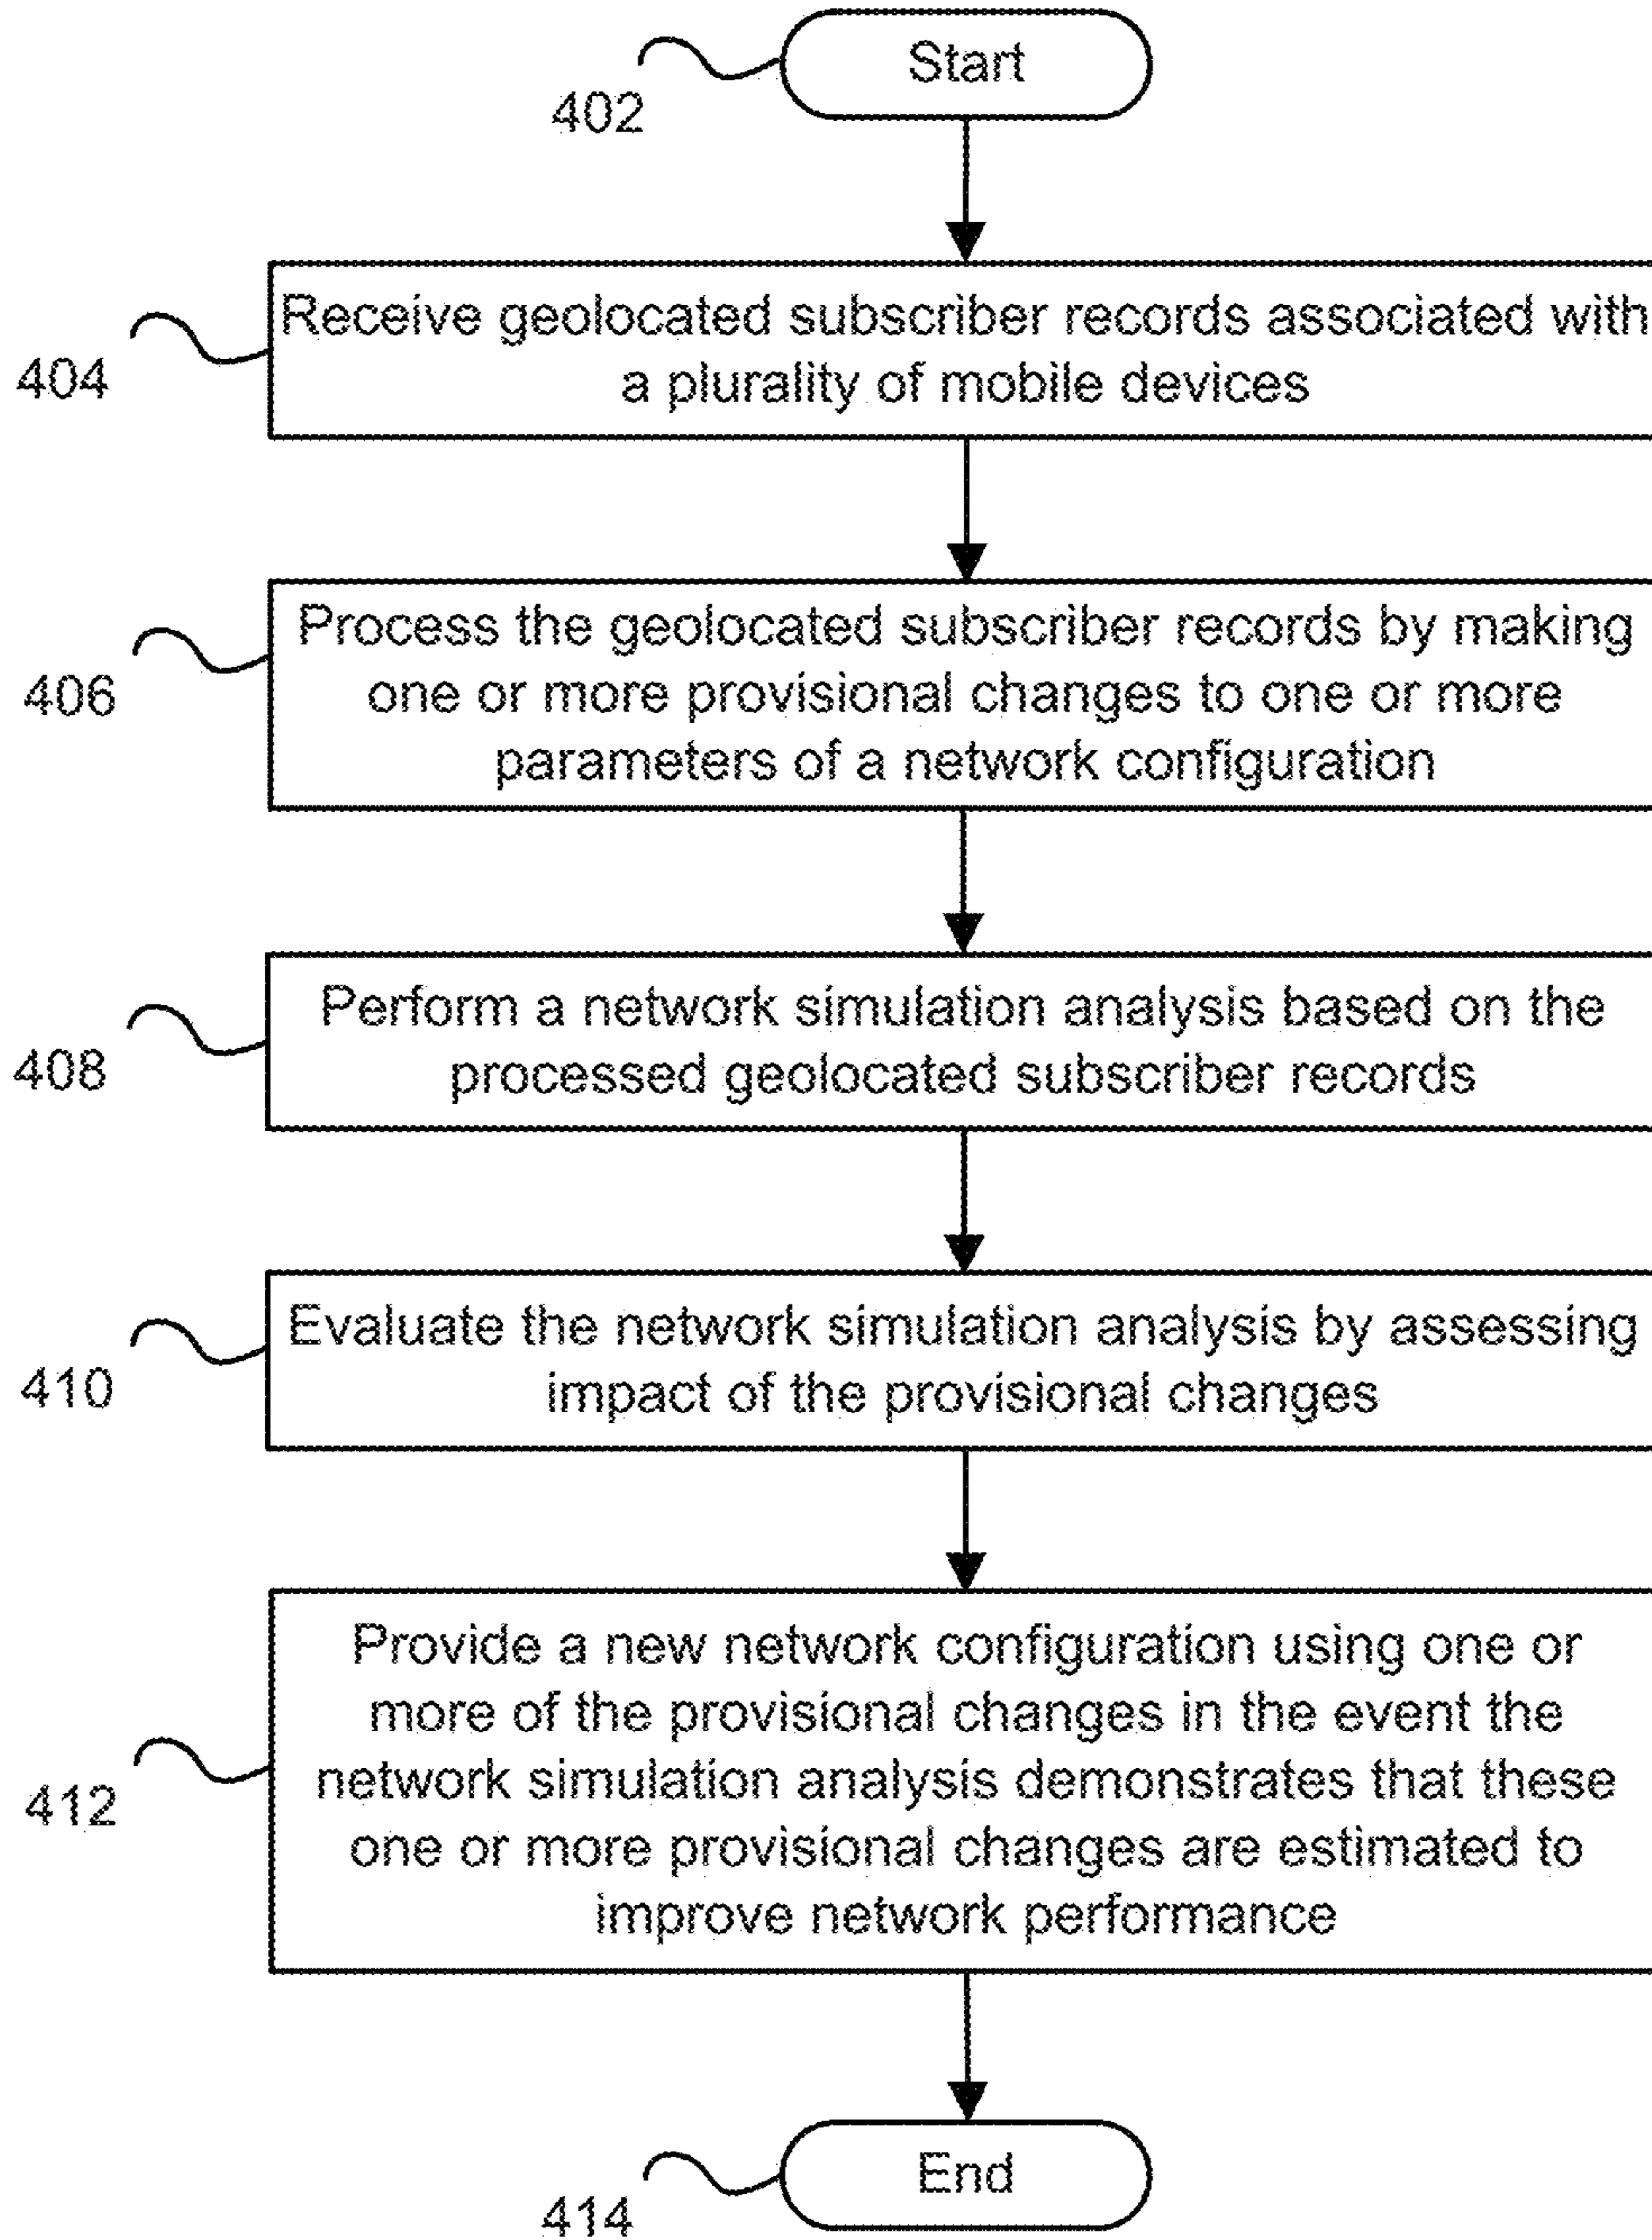 Start
402
Receive geolocated subscriber records associated with
a plurality of mobile devices
404
Process the geolocated subscriber records by making
one or more provisional changes to one or more
parameters of a network configuration
406
Perform a network simulation analysis based on the
processed geolocated subscriber records
408
Evaluate the network simulation analysis by assessing
impact of the provisional changes
410
Provide a new network configuration using one or
more of the provisional changes in the event the
network simulation analysis demonstrates that these
one or more provisional changes are estimated to
improve network performance
412
End
414